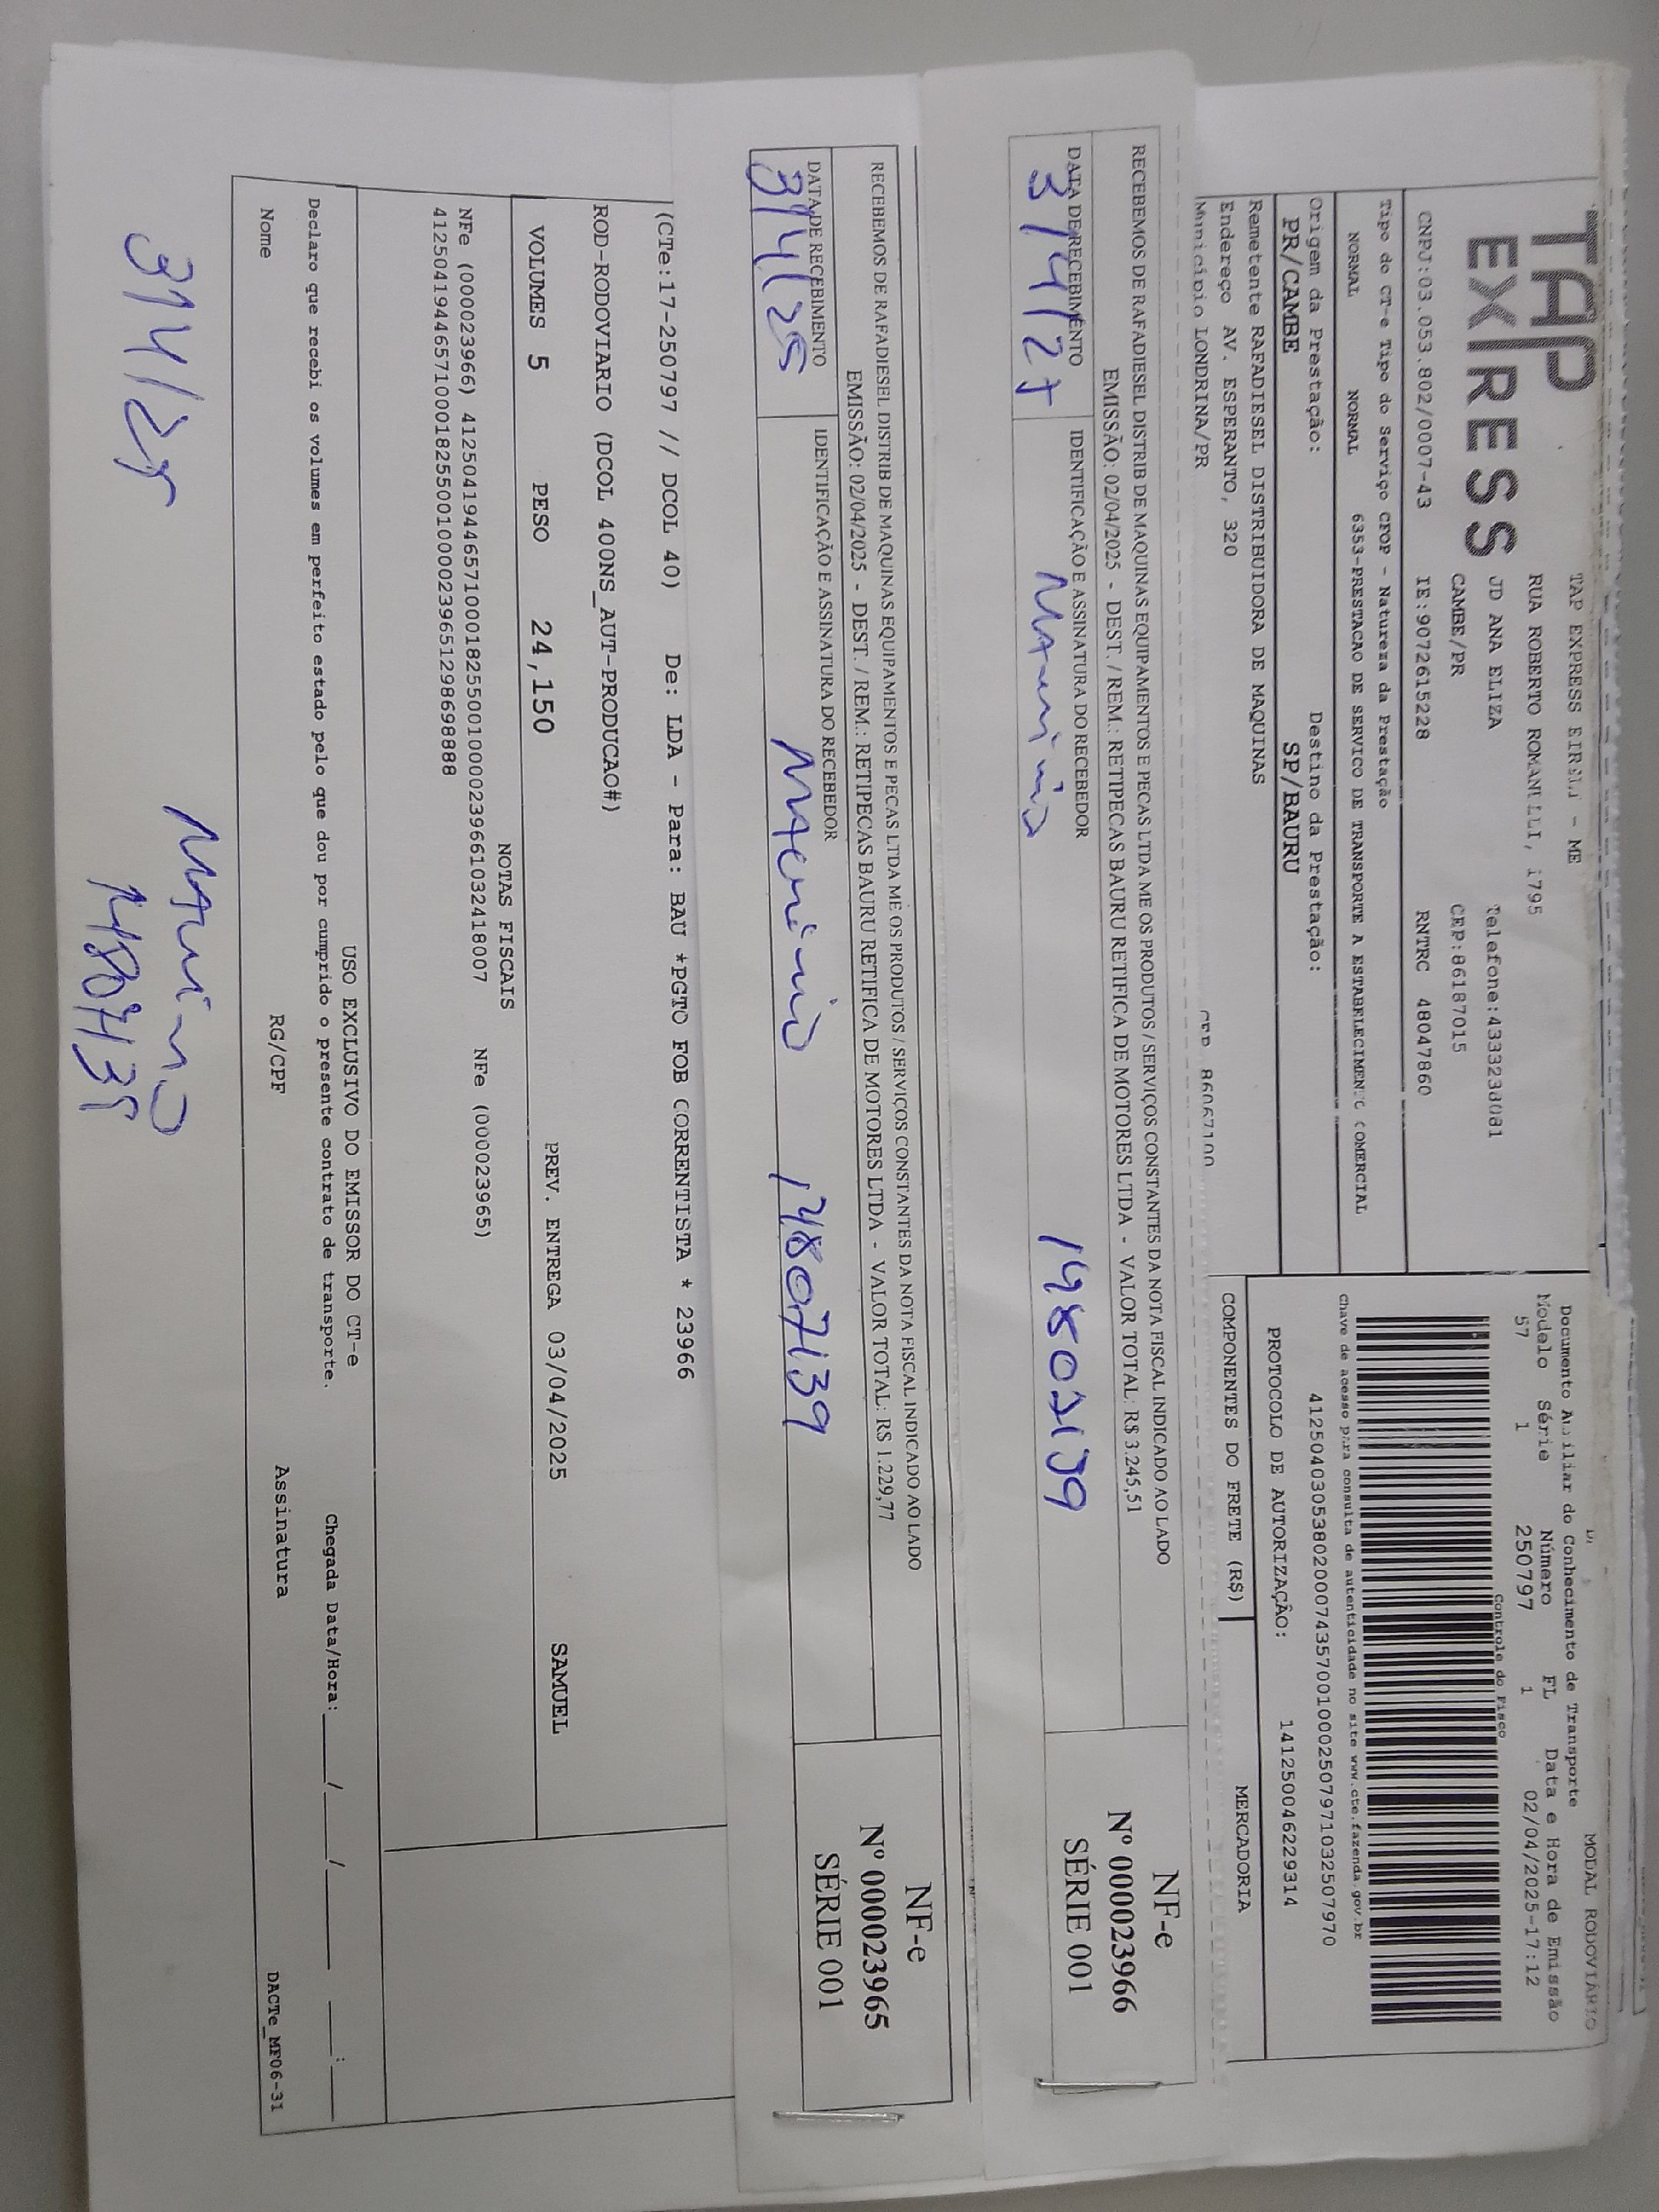 TAP
EXPRESS
TAP EXPRESS EIRELI - ME
RUA ROBERTO ROMANELLI, 1795
JD ANA ELIZA
Telefone:4333238081
CAMBE/PR
CEP:86187015
CNPJ:03.053.802/0007-43
IE:9072615228
RNTRC 48047860
MODAL RODOVIÁRIO
Documento Auxiliar do Conhecimento de Transporte
Modelo Série Número FL Data e Hora de Emissão
57 1 250797 1 02/04/2025-17:12
Controle do Fisco
Chave de acesso para consulta de autenticidade no site www.cte.fazenda.gov.br
41250403053802000743570010002507971032507970
PROTOCOLO DE AUTORIZAÇÃO: 141250046229314
Tipo do CT-e Tipo do Serviço CFOP - Natureza da Prestação
NORMAL NORMAL 6353-PRESTACAO DE SERVICO DE TRANSPORTE A ESTABELECIMENTO COMERCIAL
Origem da Prestação: Destino da Prestação:
PR/CAMBE SP/BAURU
Remetente RAFADIESEL DISTRIBUIDORA DE MAQUINAS
Endereço AV. ESPERANTO, 320
Município LONDRINA/PR CEP 86067100
COMPONENTES DO FRETE (R$) MERCADORIA
RECEBEMOS DE RAFADIESEL DISTRIB DE MAQUINAS EQUIPAMENTOS E PECAS LTDA ME OS PRODUTOS / SERVIÇOS CONSTANTES DA NOTA FISCAL INDICADO AO LADO
EMISSÃO: 02/04/2025 - DEST. / REM.: RETIPECAS BAURU RETIFICA DE MOTORES LTDA - VALOR TOTAL: R$ 3.245,51
DATA DE RECEBIMENTO
IDENTIFICAÇÃO E ASSINATURA DO RECEBEDOR
NF-e
Nº 000023966
SÉRIE 001
RECEBEMOS DE RAFADIESEL DISTRIB DE MAQUINAS EQUIPAMENTOS E PECAS LTDA ME OS PRODUTOS / SERVIÇOS CONSTANTES DA NOTA FISCAL INDICADO AO LADO
EMISSÃO: 02/04/2025 - DEST. / REM.: RETIPECAS BAURU RETIFICA DE MOTORES LTDA - VALOR TOTAL: R$ 1.229,77
DATA DE RECEBIMENTO
3/4/25
IDENTIFICAÇÃO E ASSINATURA DO RECEBEDOR
14807139
NF-e
Nº 000023965
SÉRIE 001
(CTe:17-250797 // DCOL 40) De: LDA - Para: BAU *PGTO FOB CORRENTISTA * 23966
ROD-RODOVIARIO (DCOL 400NS_AUT-PRODUCAO#)
VOLUMES 5 PESO 24,150 PREV. ENTREGA 03/04/2025 SAMUEL
NOTAS FISCAIS
NFe (000023966) 41250419446571000182550010000239661032418007 NFe (000023965)
41250419446571000182550010000239651298698888
USO EXCLUSIVO DO EMISSOR DO CT-e
Declaro que recebi os volumes em perfeito estado pelo que dou por cumprido o presente contrato de transporte. Chegada Data/Hora:____/____/______ ___:___
Nome RG/CPF Assinatura DACTe_MF06-31
3/4/25